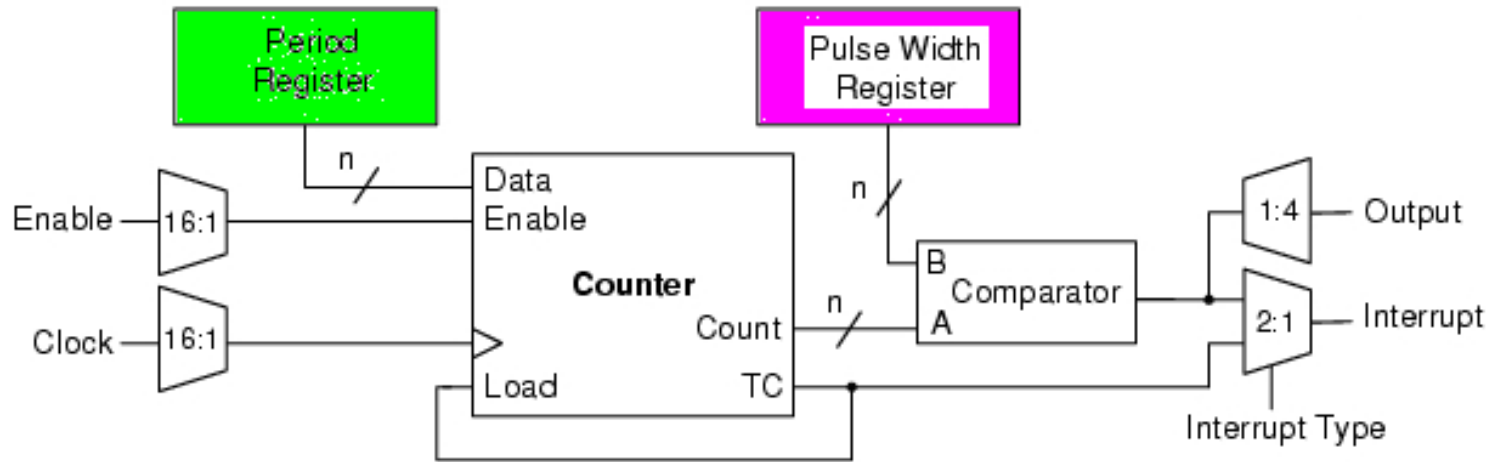 Period
Register
Pulse Width
Register
n
n
Data
Enable
16:1
Enable
Counter
Clock
16:1
Count
n
Load
TC
B
A
Comparator
1:4
Output
2:1
Interrupt
Interrupt Type